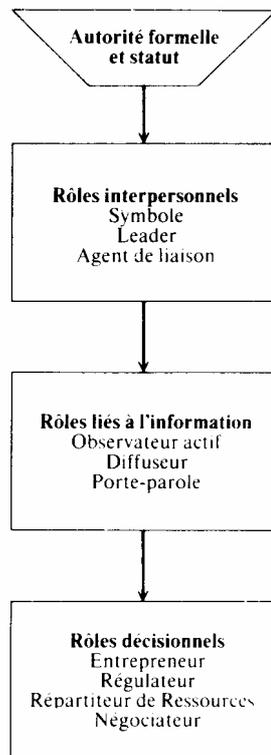 Autorité formelle
et statut
Rôles interpersonnels
Symbole
Leader
Agent de liaison
Rôles liés à l'information
Observateur actif
Diffuseur
Porte-parole
Rôles décisionnels
Entrepreneur
Régulateur
Répartiteur de Ressources
Négociateur